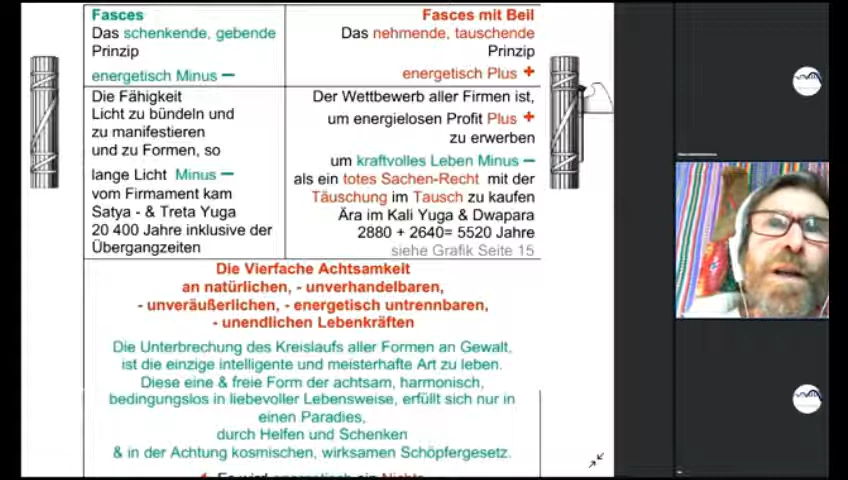 Fasces
Das schenkende, gebende
Prinzip
energetisch Minus –
Fasces mit Beil
Das nehmende, tauschende
Prinzip
energetisch Plus +
Die Fähigkeit
Licht zu bündeln und
zu manifestieren
und zu Formen, so
lange Licht Minus –
vom Firmament kam
Satya - & Treta Yuga
20 400 Jahre inklusive der
Übergangzeiten
Der Wettbewerb aller Firmen ist,
um energielosen Profit Plus +
zu erwerben
um kraftvolles Leben Minus –
als ein totes Sachen-Recht mit der
Täuschung im Tausch zu kaufen
Ära im Kali Yuga & Dwapara
2880 + 2640= 5520 Jahre
siehe Grafik Seite 15
Die Vierfache Achtsamkeit
an natürlichen, - unverhandelbaren,
- unveräußerlichen, - energetisch untrennbaren,
- unendlichen Lebenkräften
Die Unterbrechung des Kreislaufs aller Formen an Gewalt,
ist die einzige intelligente und meisterhafte Art zu leben.
Diese eine & freie Form der achtsam, harmonisch,
bedingungslos in liebevoller Lebensweise, erfüllt sich nur in
einen Paradies,
durch Helfen und Schenken
& in der Achtung kosmischen, wirksamen Schöpfergesetz.
Es wird energetisch ein Nichts